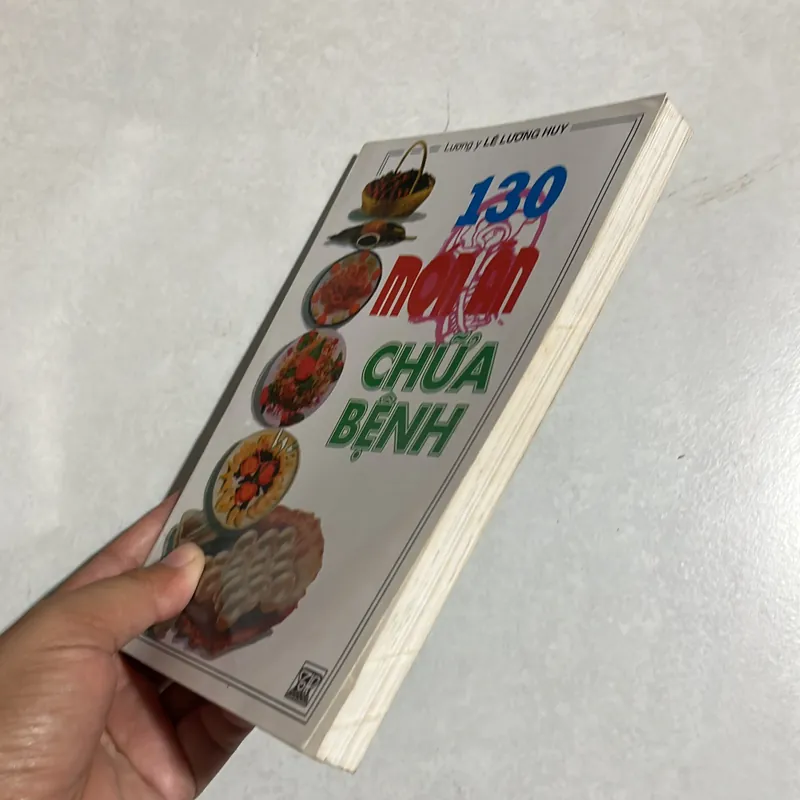 Lương y LÊ LƯƠNG HUY
130
MÓN ĂN
CHỮA
BỆNH